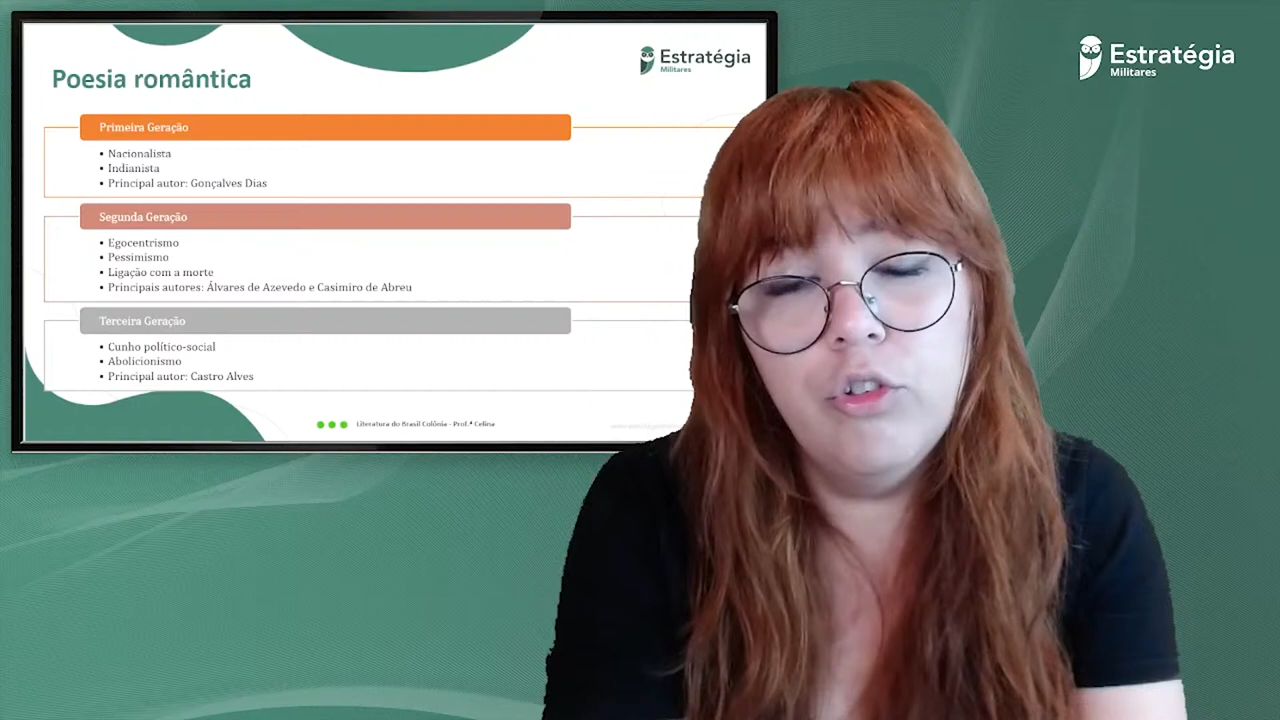 Poesia romântica
Estratégia
Militares
Primeira Geração
• Nacionalista
• Indianista
• Principal autor: Gonçalves Dias
Segunda Geração
• Egocentrismo
• Pessimismo
• Ligação com a morte
• Principais autores: Álvares de Azevedo e Casimiro de Abreu
Terceira Geração
• Cunho político-social
• Abolicionismo
• Principal autor: Castro Alves
Literatura do Brasil Colônia - Prof.ª Celina
Estratégia
Militares